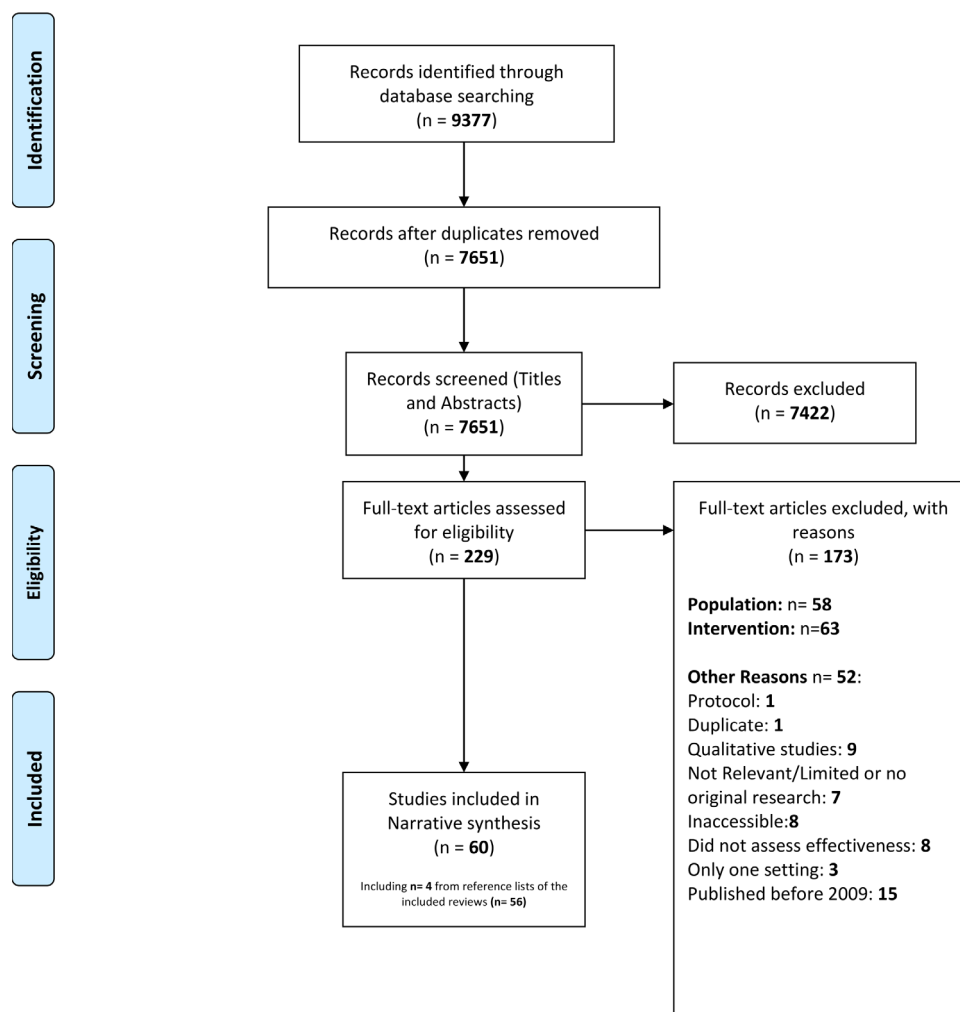 Identification
Records identified through
database searching
(n = 9377)
Records after duplicates removed
(n = 7651)
Screening
Records screened (Titles
and Abstracts)
(n = 7651)
Records excluded
(n = 7422)
Eligibility
Full-text articles assessed
for eligibility
(n = 229)
Full-text articles excluded, with
reasons
(n = 173)
Population: n= 58
Intervention: n=63
Other Reasons n= 52:
Protocol: 1
Duplicate: 1
Qualitative studies: 9
Not Relevant/Limited or no
original research: 7
Inaccessible:8
Did not assess effectiveness: 8
Only one setting: 3
Published before 2009: 15
Included
Studies included in
Narrative synthesis
(n = 60)
Including n= 4 from reference lists of the
included reviews (n= 56)